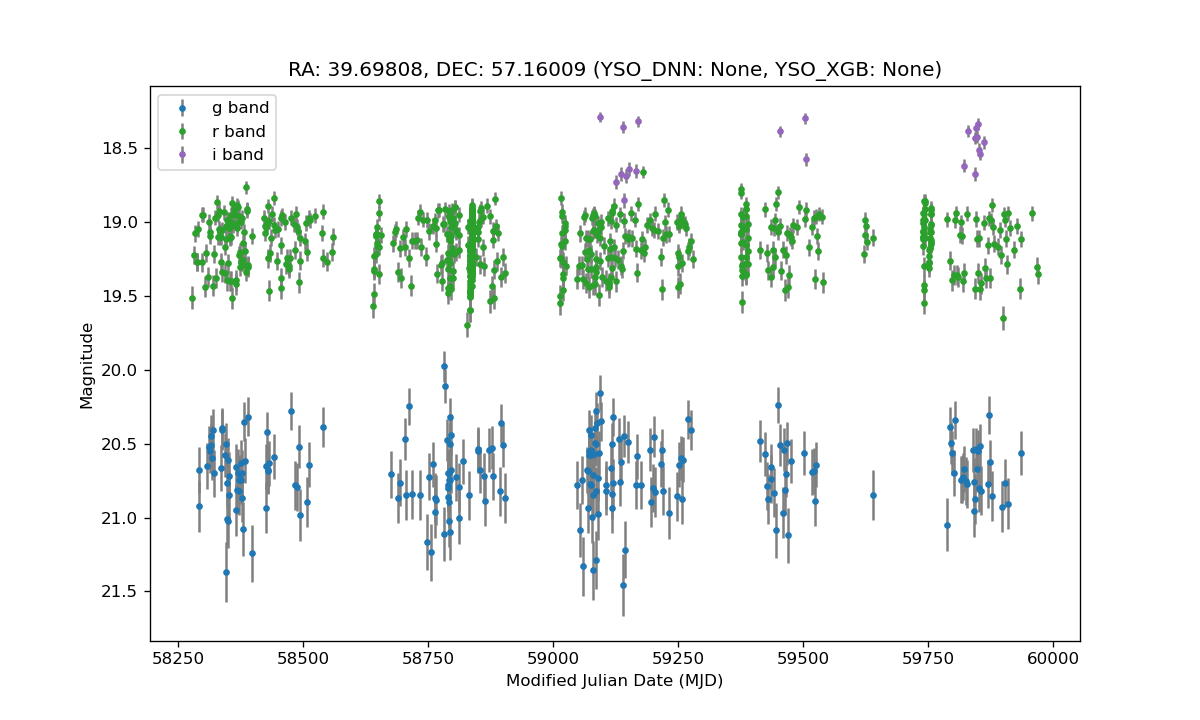 RA: 39.69808, DEC: 57.16009 (YSO_DNN: None, YSO_XGB: None)
g band
r band
i band
18.5
19.0
19.5
20.0
20.5
21.0
21.5
Magnitude
58250 58500 58750 59000 59250 59500 59750 60000
Modified Julian Date (MJD)